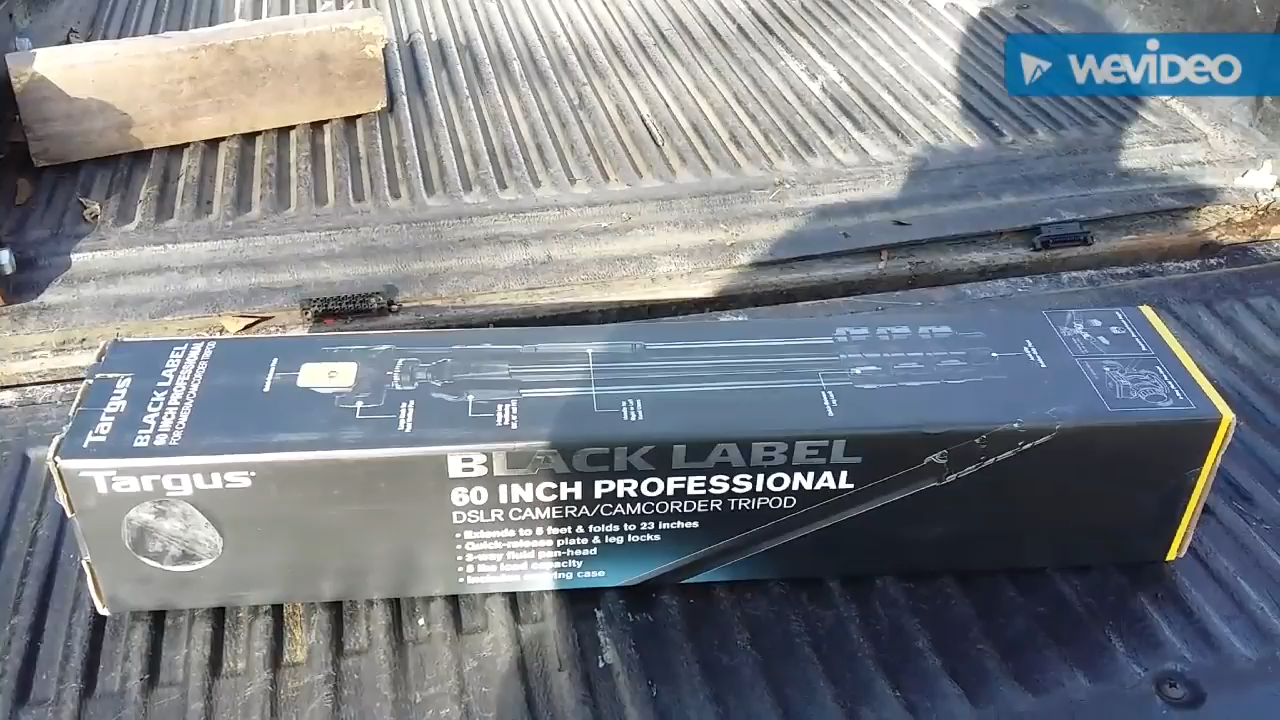 WEVIDEO
Targus
BLACK LABEL
60 INCH PROFESSIONAL
FOR CAMERA/CAMCORDER TRIPOD
Targus
BLACK LABEL
60 INCH PROFESSIONAL
DSLR CAMERA/CAMCORDER TRIPOD
• Extends to 5 feet & folds to 23 inches
• Quick-release plate & leg locks
• 3-way fluid pan-head
• load capacity
• Includes carrying case